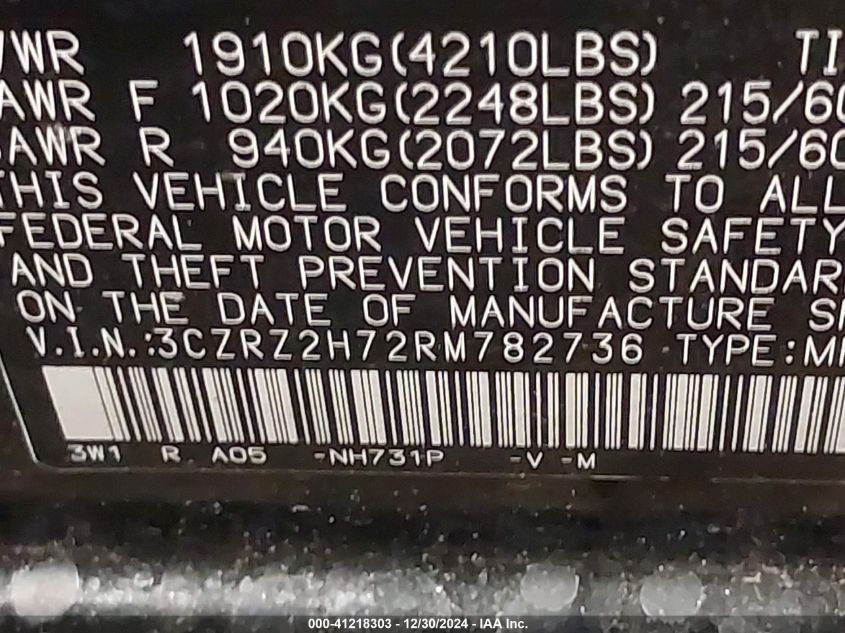 VWR 1910KG(4210LBS) TI
AWR F 1020KG(2248LBS) 215/60
AWR R 940KG(2072LBS) 215/60
THIS VEHICLE CONFORMS TO ALL
FEDERAL MOTOR VEHICLE SAFETY
AND THEFT PREVENTION STANDAR
ON THE DATE OF MANUFACTURE S
V.I.N.:3CZRZ2H72RM782736 TYPE:M
3W1 R A05 -NH731P -V -M
000-41218303 - 12/30/2024 - IAA Inc.